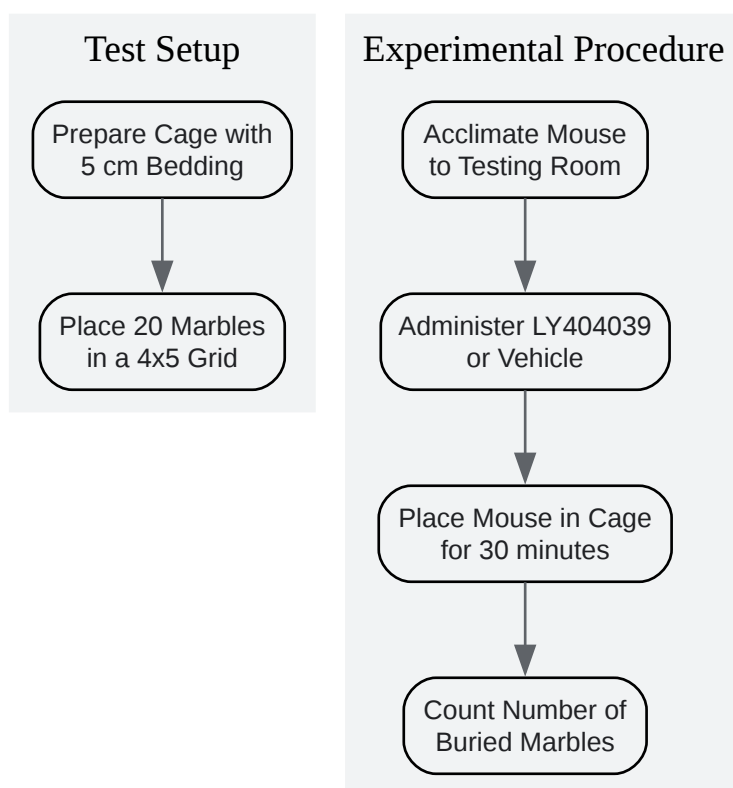 Test Setup
Prepare Cage with
5 cm Bedding
Place 20 Marbles
in a 4x5 Grid
Experimental Procedure
Acclimate Mouse
to Testing Room
Administer LY404039
or Vehicle
Place Mouse in Cage
for 30 minutes
Count Number of
Buried Marbles